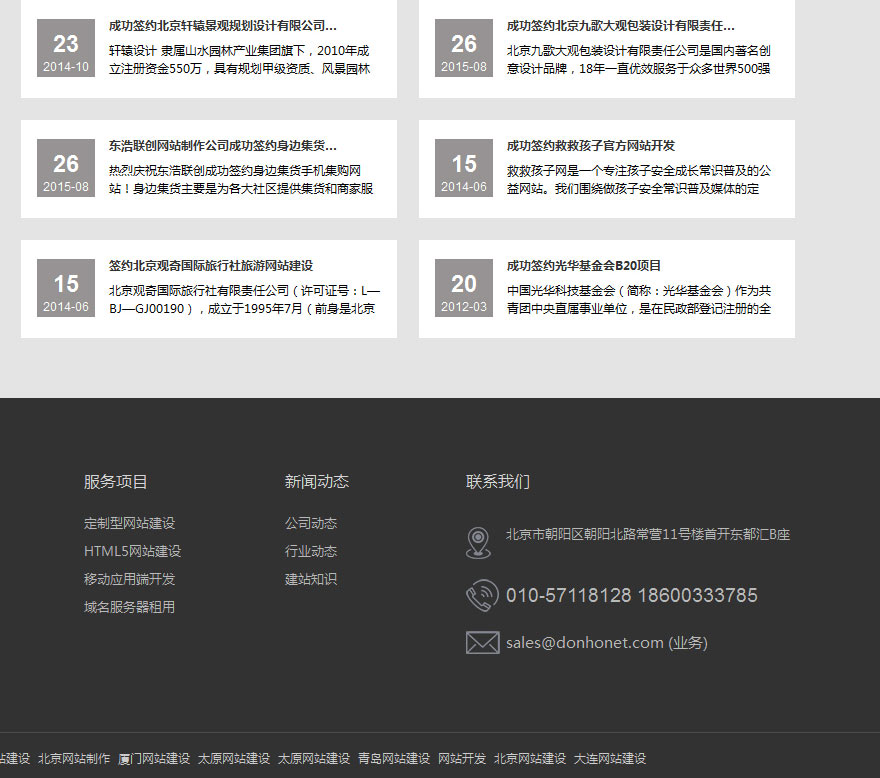 成功签约北京轩辕景观规划设计有限公司...
23
2014-10
轩辕设计 隶属山水园林产业集团旗下，2010年成
立注册资金550万，具有规划甲级资质、风景园林
成功签约北京九歌大观包装设计有限责任...
26
2015-08
北京九歌大观包装设计有限责任公司是国内著名创
意设计品牌，18年一直优效服务于众多世界500强
东浩联创网站制作公司成功签约身边集货...
26
2015-08
热烈庆祝东浩联创成功签约身边集货手机集购网
站！身边集货主要是为各大社区提供集货和商家服
成功签约救救孩子官方网站开发
15
2014-06
救救孩子网是一个专注孩子安全成长常识普及的公
益网站。我们围绕做孩子安全常识普及媒体的定
签约北京观奇国际旅行社旅游网站建设
15
2014-06
北京观奇国际旅行社有限责任公司（许可证号：L—
BJ—GJ00190），成立于1995年7月（前身是北京
成功签约光华基金会B20项目
20
2012-03
中国光华科技基金会（简称：光华基金会）作为共
青团中央直属事业单位，是在民政部登记注册的全
服务项目
定制型网站建设
HTML5网站建设
移动应用端开发
域名服务器租用
新闻动态
公司动态
行业动态
建站知识
联系我们
北京市朝阳区朝阳北路常营11号楼首开东都汇B座
010-57118128 18600333785
sales@donhonet.com (业务)
站建设 北京网站制作 厦门网站建设 太原网站建设 太原网站建设 青岛网站建设 网站开发 北京网站建设 大连网站建设